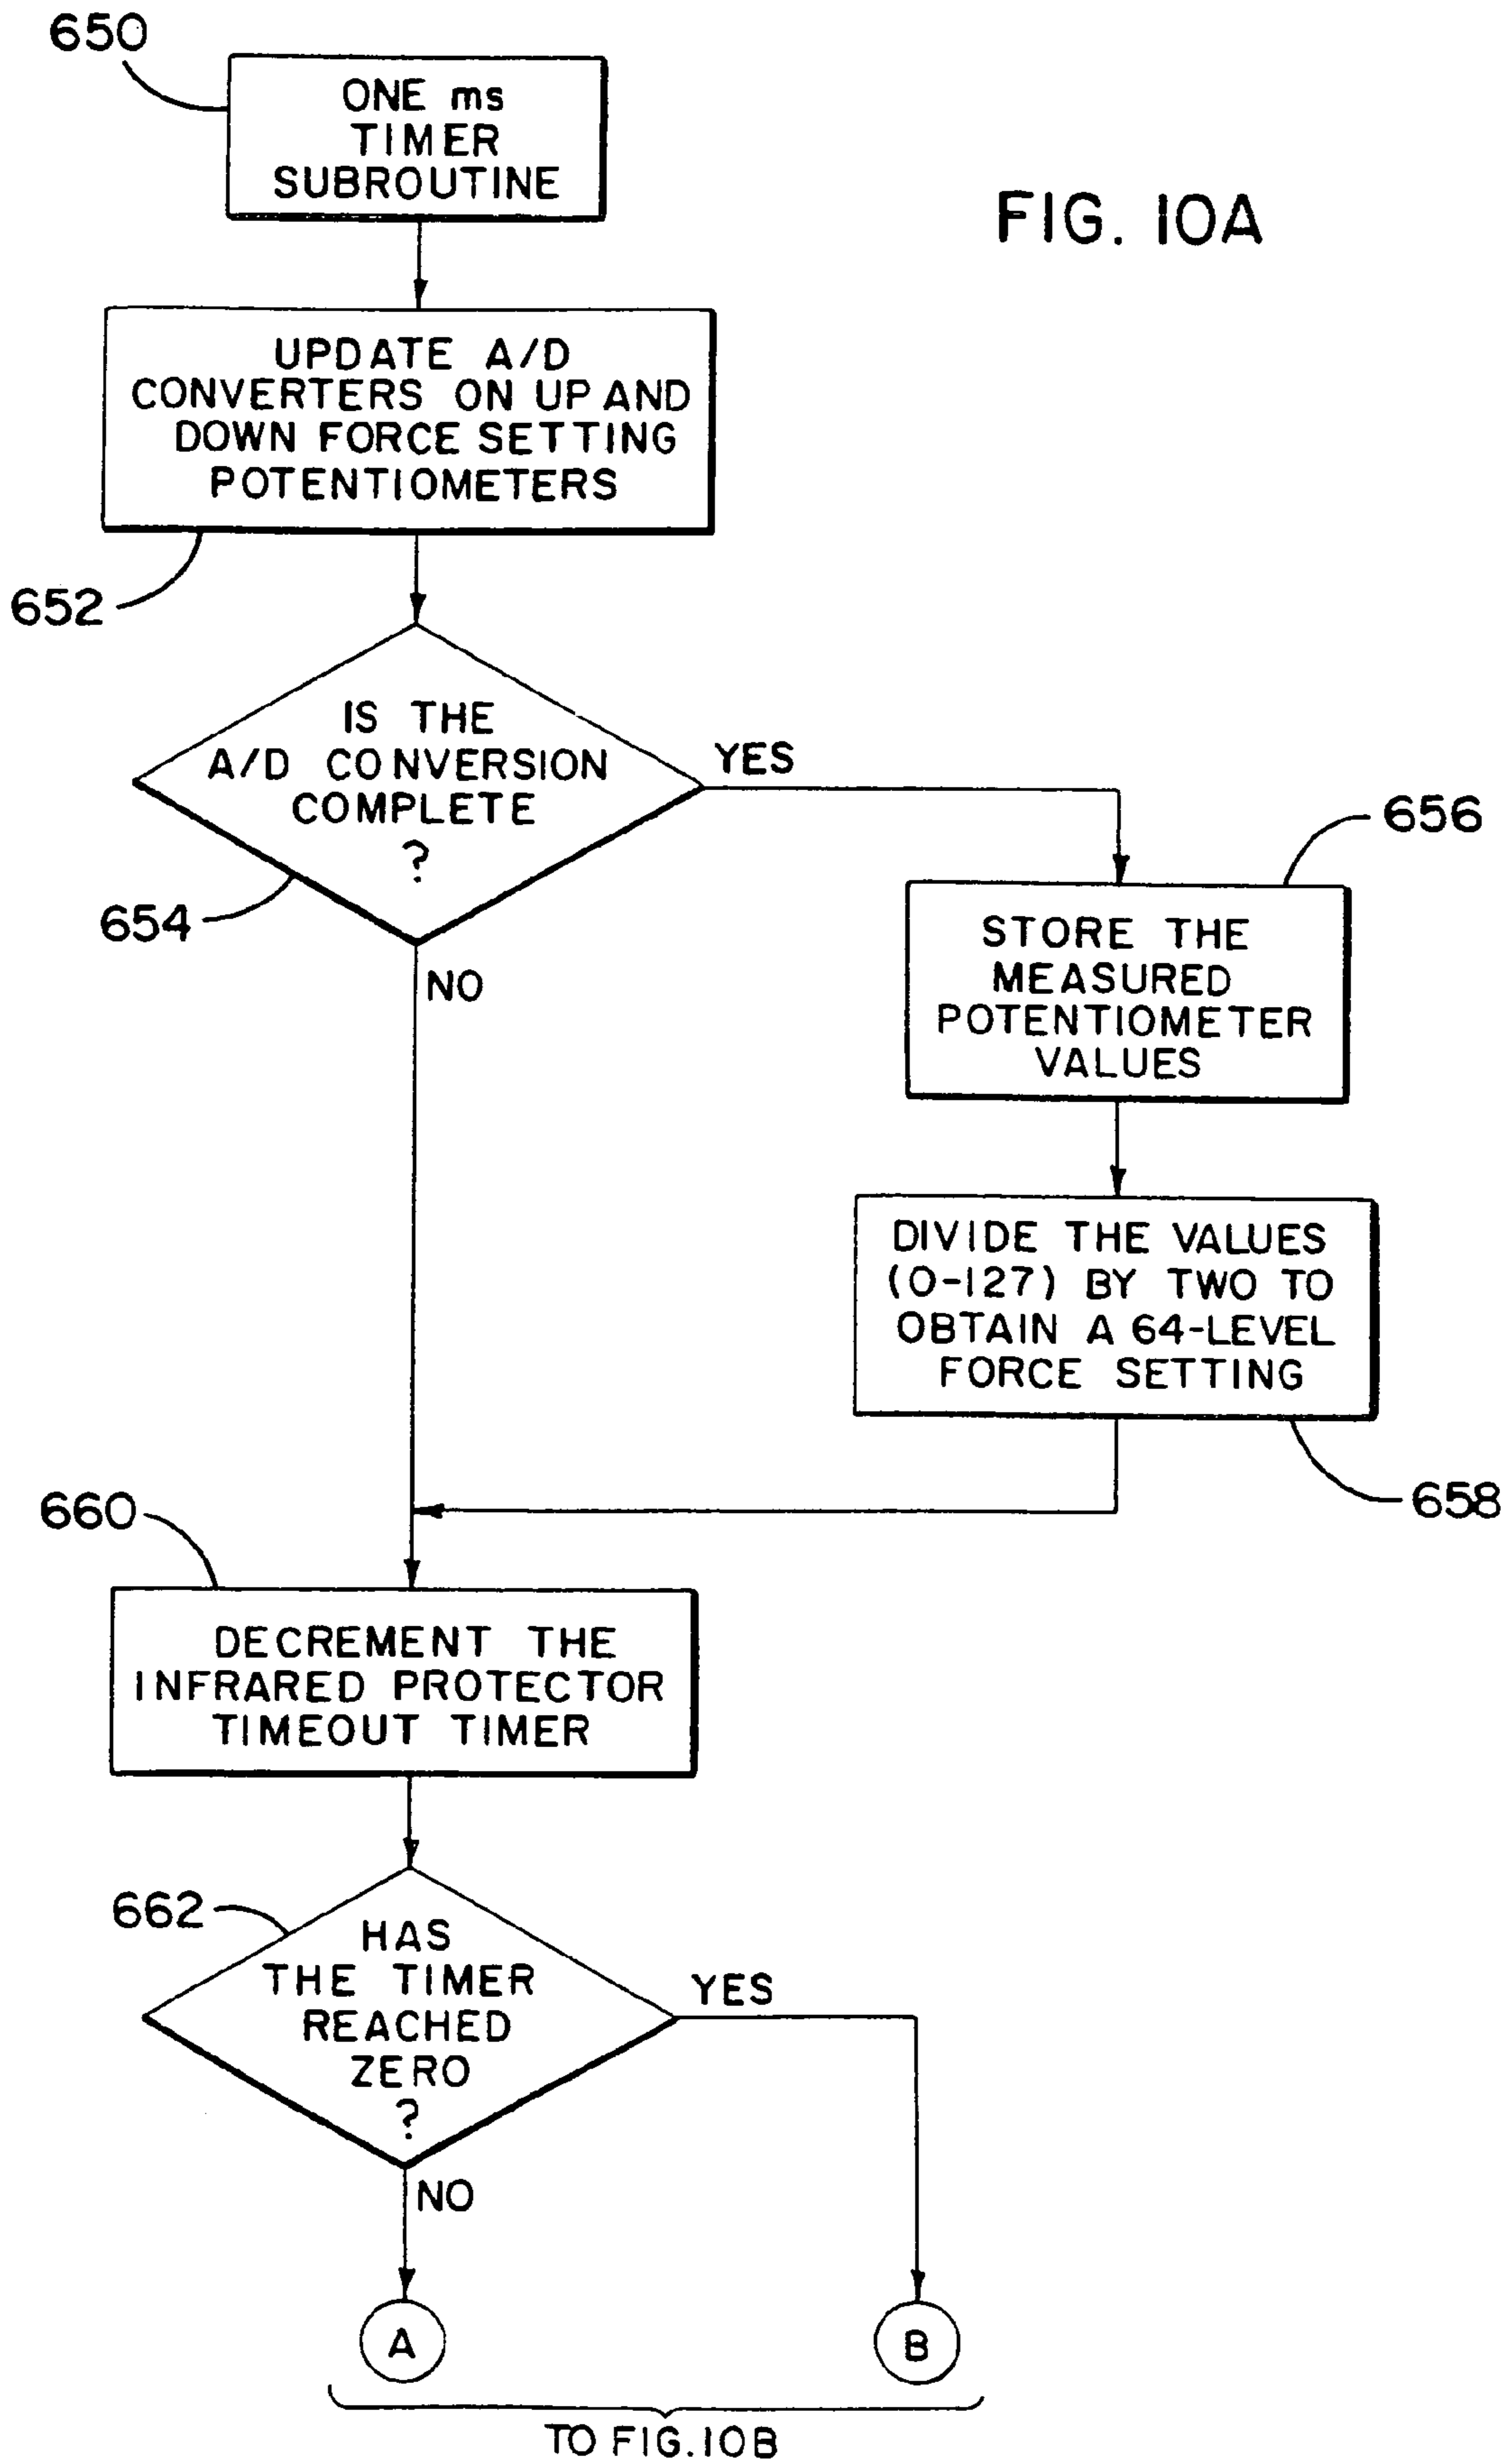 650
ONE ms
TIMER
SUBROUTINE
FIG. 10A
UPDATE A/D
CONVERTERS ON UP AND
DOWN FORCE SETTING
POTENTIOMETERS
652
IS THE
A/D CONVERSION
COMPLETE
?
YES
654
NO
656
STORE THE
MEASURED
POTENTIOMETER
VALUES
DIVIDE THE VALUES
(0-127) BY TWO TO
OBTAIN A 64-LEVEL
FORCE SETTING
658
660
DECREMENT THE
INFRARED PROTECTOR
TIMEOUT TIMER
662
HAS
THE TIMER
REACHED
ZERO
?
YES
NO
A
B
TO FIG. 10B